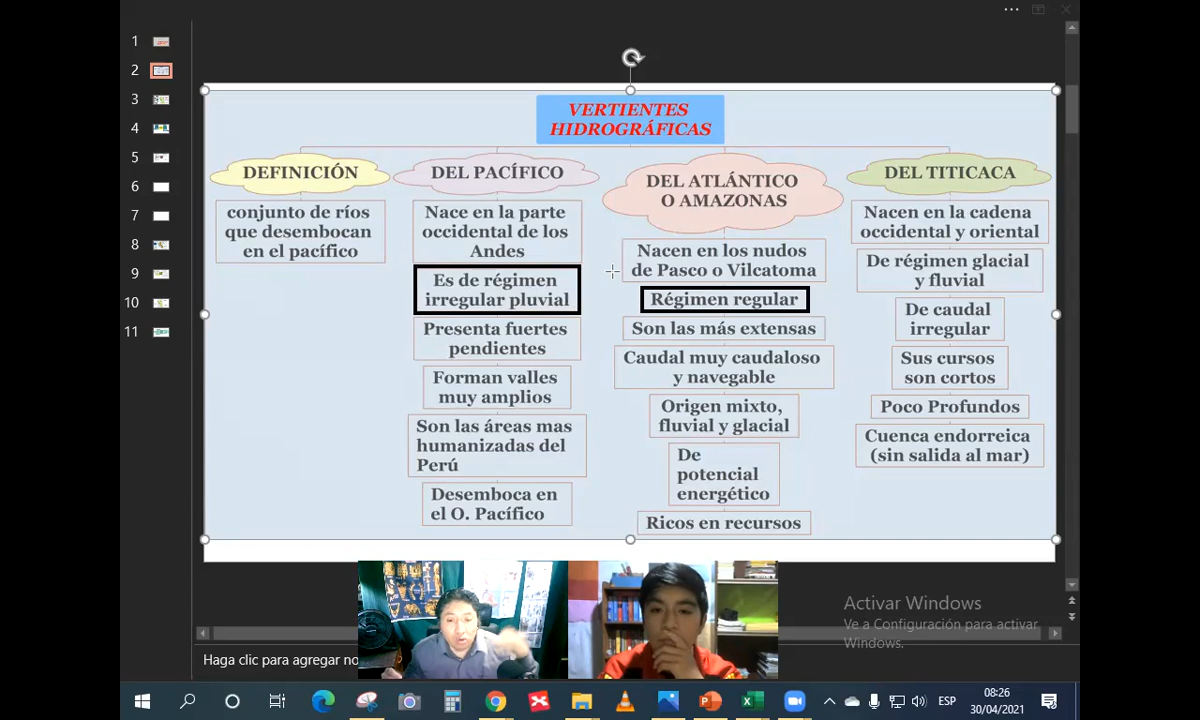 1
2
3
4
5
6
7
8
9
10
11
VERTIENTES
HIDROGRÁFICAS
DEFINICIÓN
conjunto de ríos
que desembocan
en el pacífico
DEL PACÍFICO
Nace en la parte
occidental de los
Andes
Es de régimen
irregular pluvial
Presenta fuertes
pendientes
Forman valles
muy amplios
Son las áreas mas
humanizadas del
Perú
Desemboca en
el O. Pacífico
DEL ATLÁNTICO
O AMAZONAS
Nacen en los nudos
de Pasco o Vilcatoma
Régimen regular
Son las más extensas
Caudal muy caudaloso
y navegable
Origen mixto,
fluvial y glacial
De
potencial
energético
Ricos en recursos
DEL TITICACA
Nacen en la cadena
occidental y oriental
De régimen glacial
y fluvial
De caudal
irregular
Sus cursos
son cortos
Poco Profundos
Cuenca endorreica
(sin salida al mar)
Activar Windows
Ve a Configuración para activar
Windows.
Haga clic para agregar no
ESP
08:26
30/04/2021